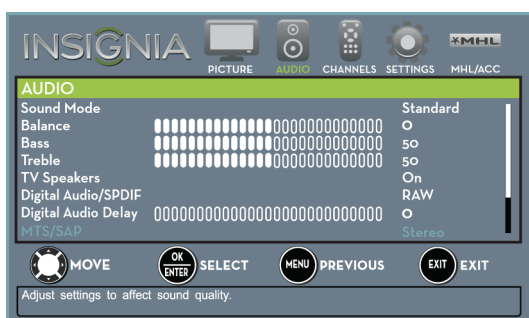 INSIGNIA
MHL
PICTURE AUDIO CHANNELS SETTINGS MHL/ACC
AUDIO
Sound Mode Standard
Balance 0
Bass 50
Treble 50
TV Speakers On
Digital Audio/SPDIF RAW
Digital Audio Delay 0
MTS/SAP Stereo
MOVE OK ENTER SELECT MENU PREVIOUS EXIT EXIT
Adjust settings to affect sound quality.